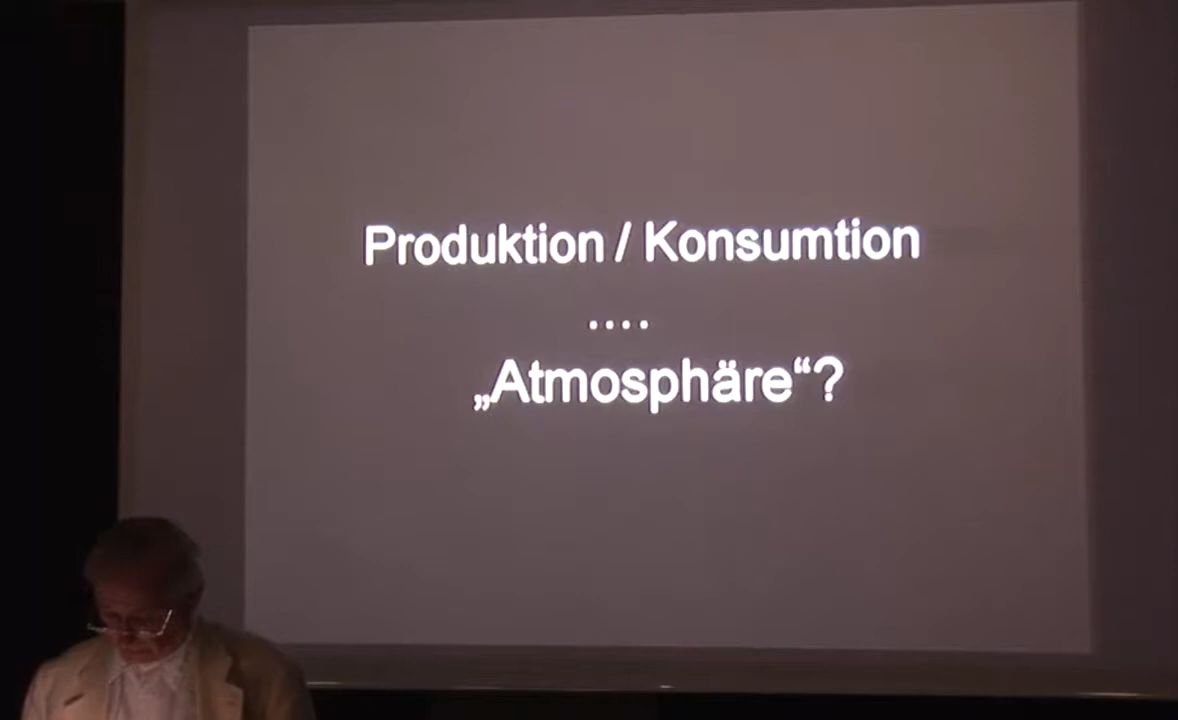 Produktion / Konsumtion
....
„Atmosphäre“?